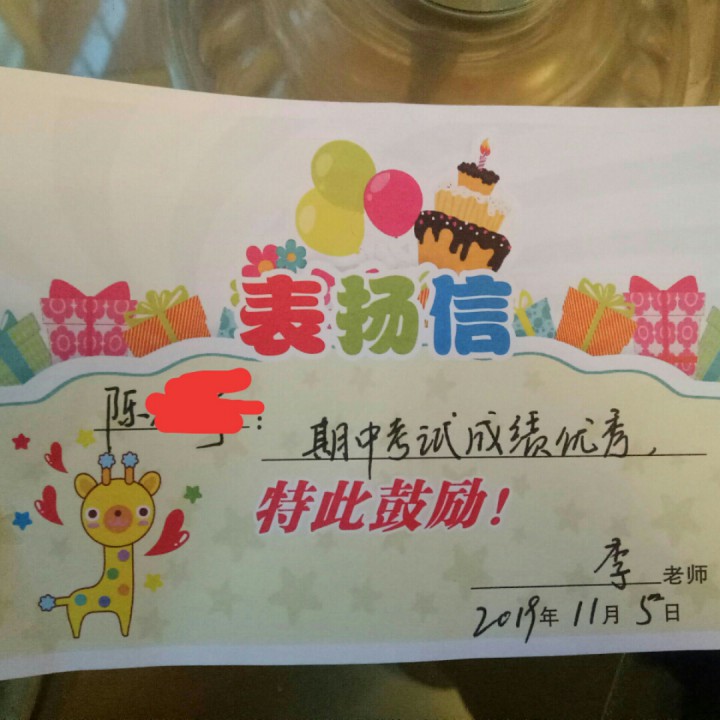 表扬信
陈
:
期中考试成绩优秀,
特此鼓励!
李老师
2019年11月5日